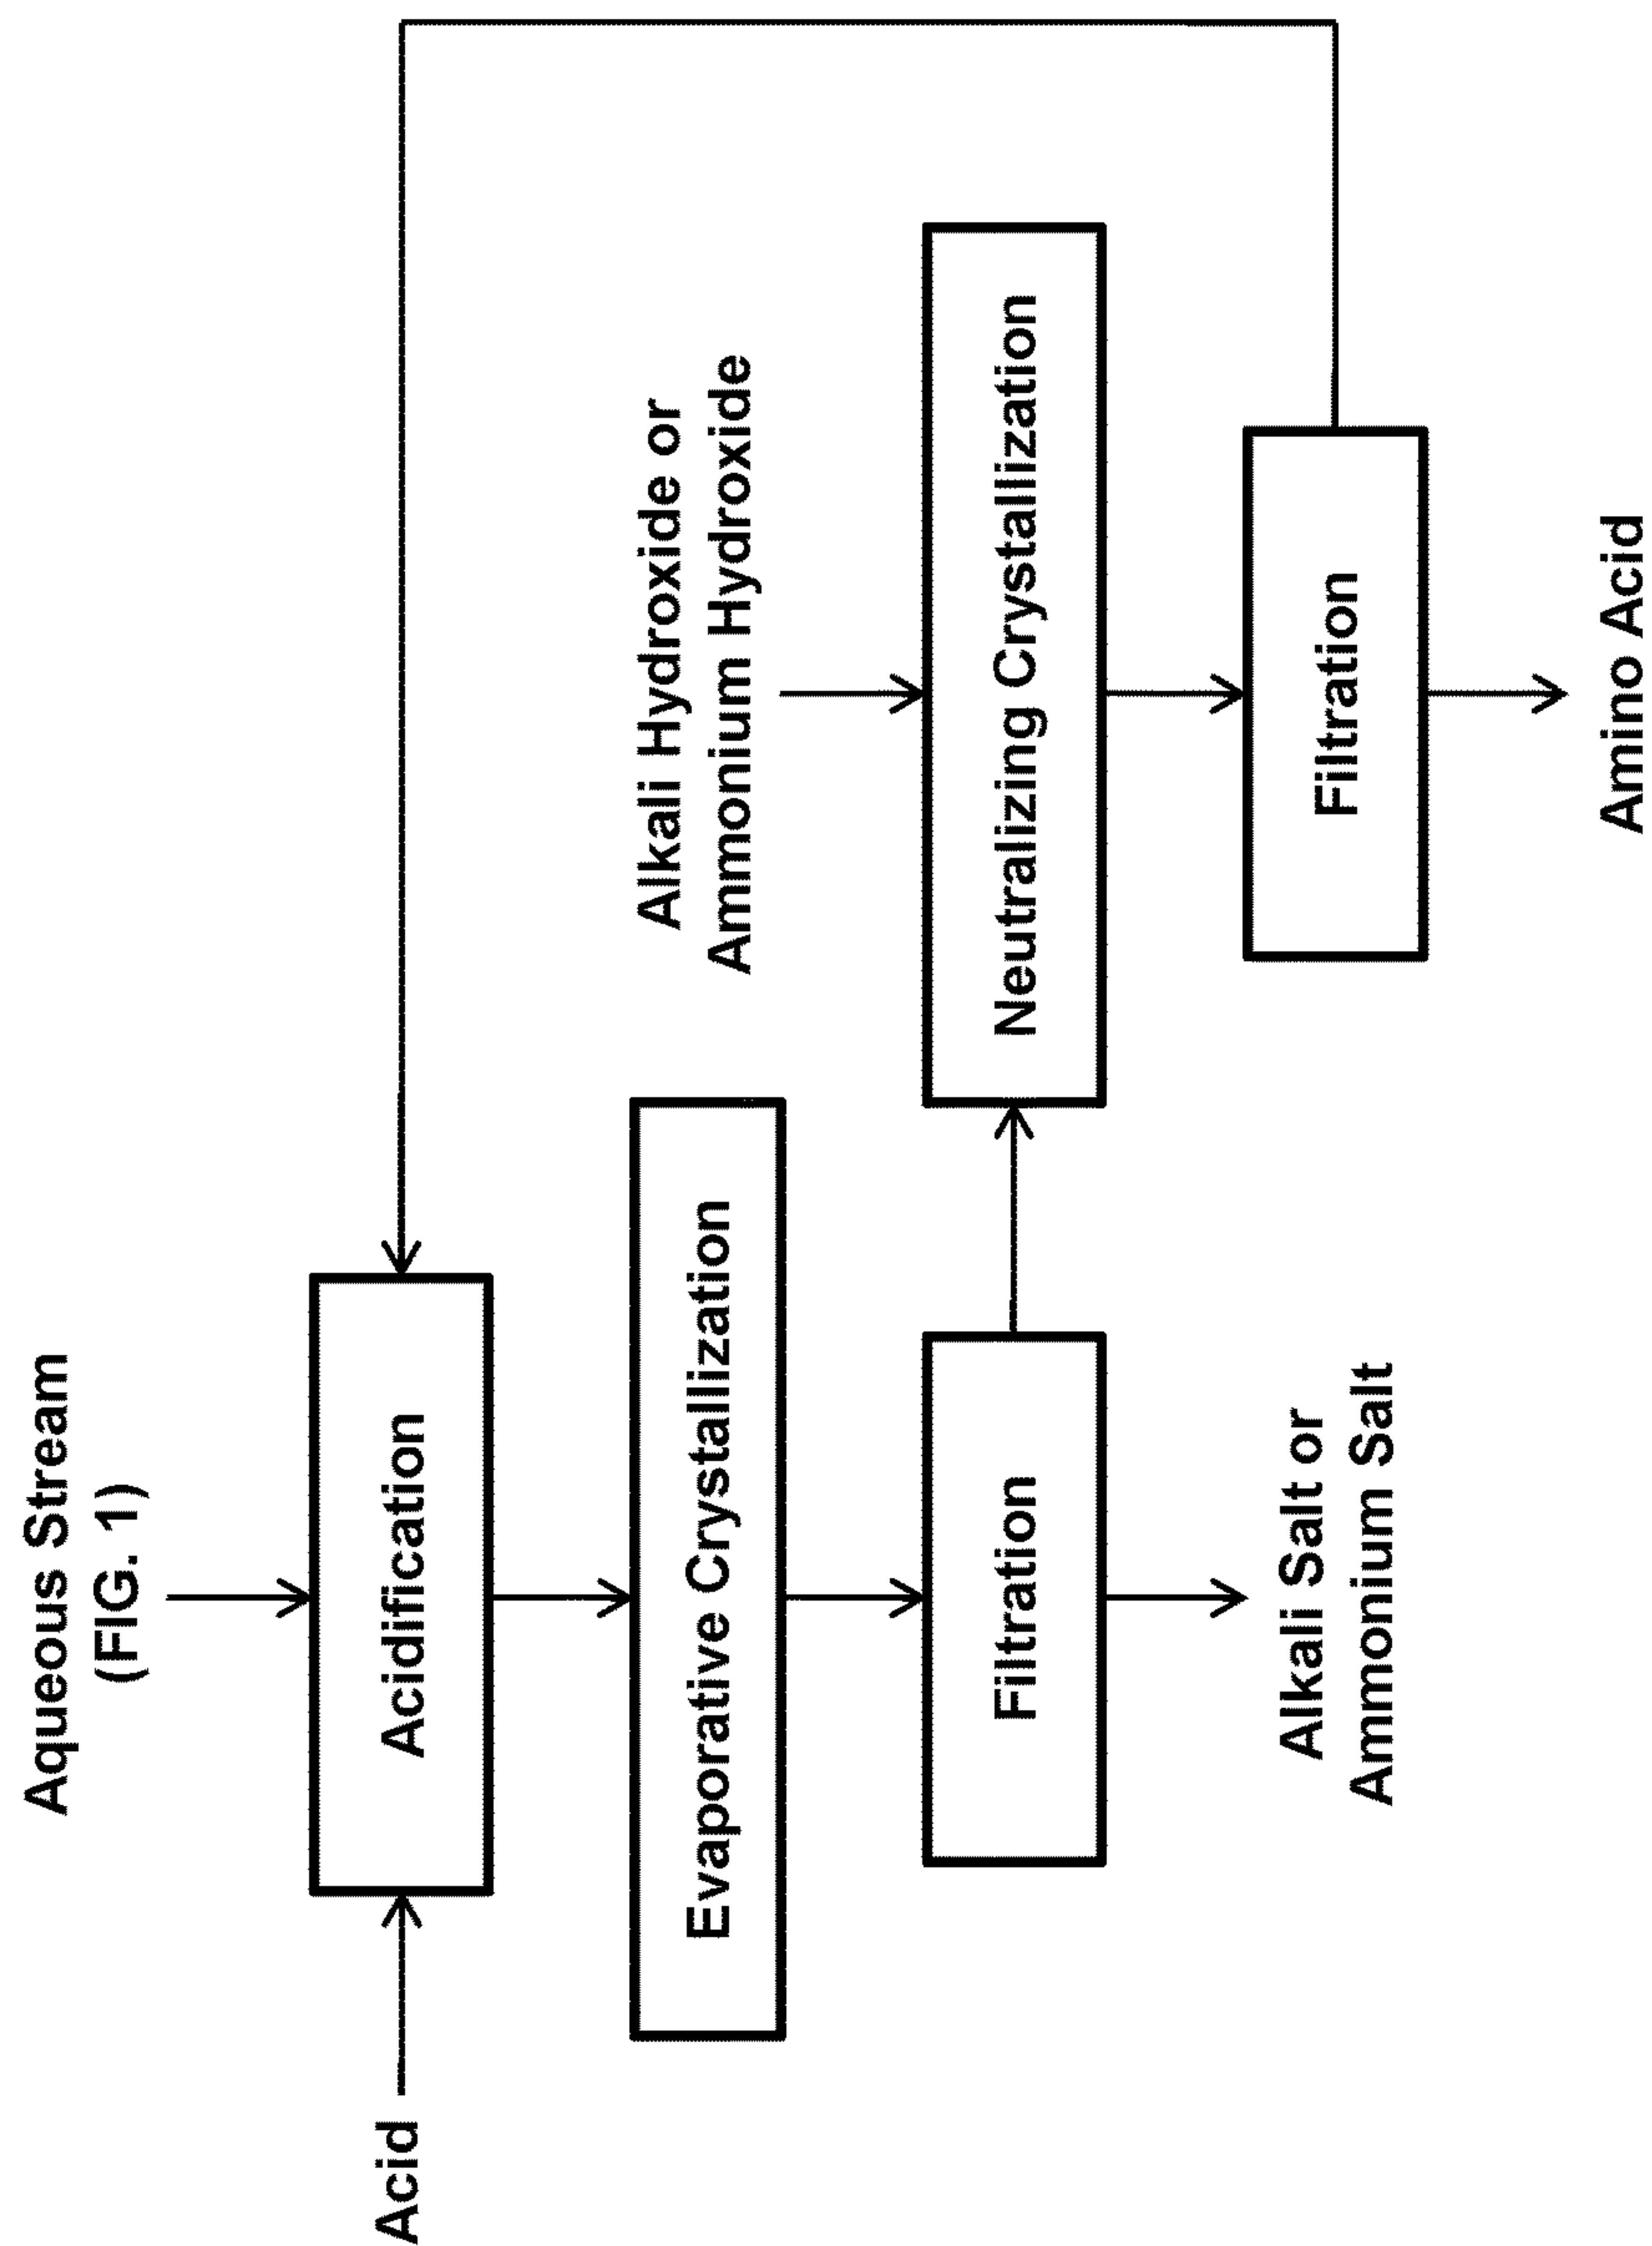 Aqueous Stream
(FIG. 1)
Acid
Acidification
Evaporative Crystallization
Alkali Hydroxide or
Ammonium Hydroxide
Filtration
Neutralizing Crystallization
Alkali Salt or
Ammonium Salt
Filtration
Amino Acid